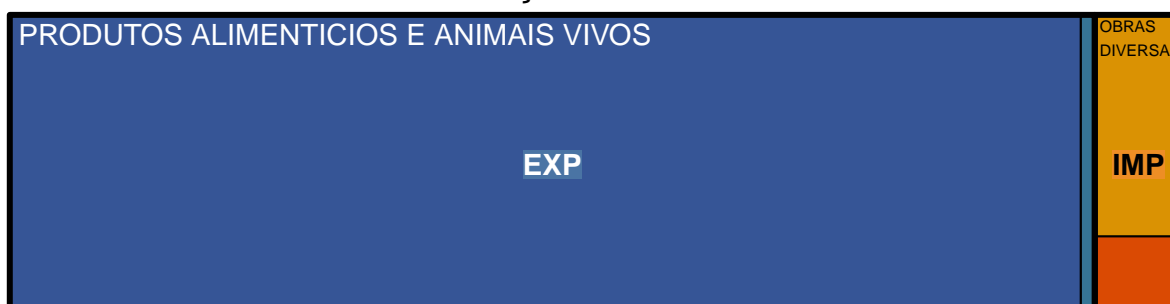 PRODUTOS ALIMENTICIOS E ANIMAIS VIVOS
OBRAS
DIVERSA
EXP
IMP